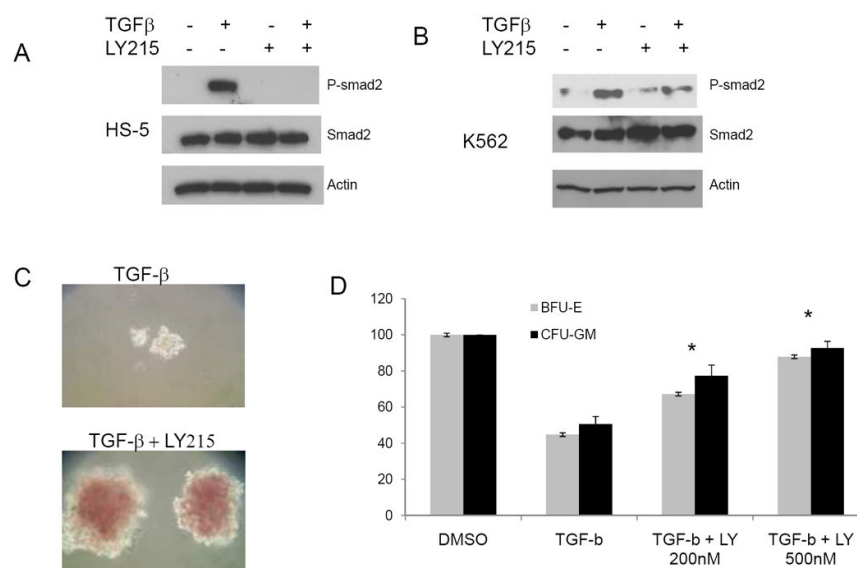 A
TGFβ - + - +
LY215 + +
P-smad2
HS-5
Smad2
Actin
B
TGFβ - + - +
LY215 - - + +
P-smad2
K562
Smad2
Actin
C
TGF-β
TGF-β + LY215
D
120
100
80
60
40
20
0
BFU-E
CFU-GM
*
*
DMSO
TGF-b
TGF-b + LY
200nM
TGF-b + LY
500nM